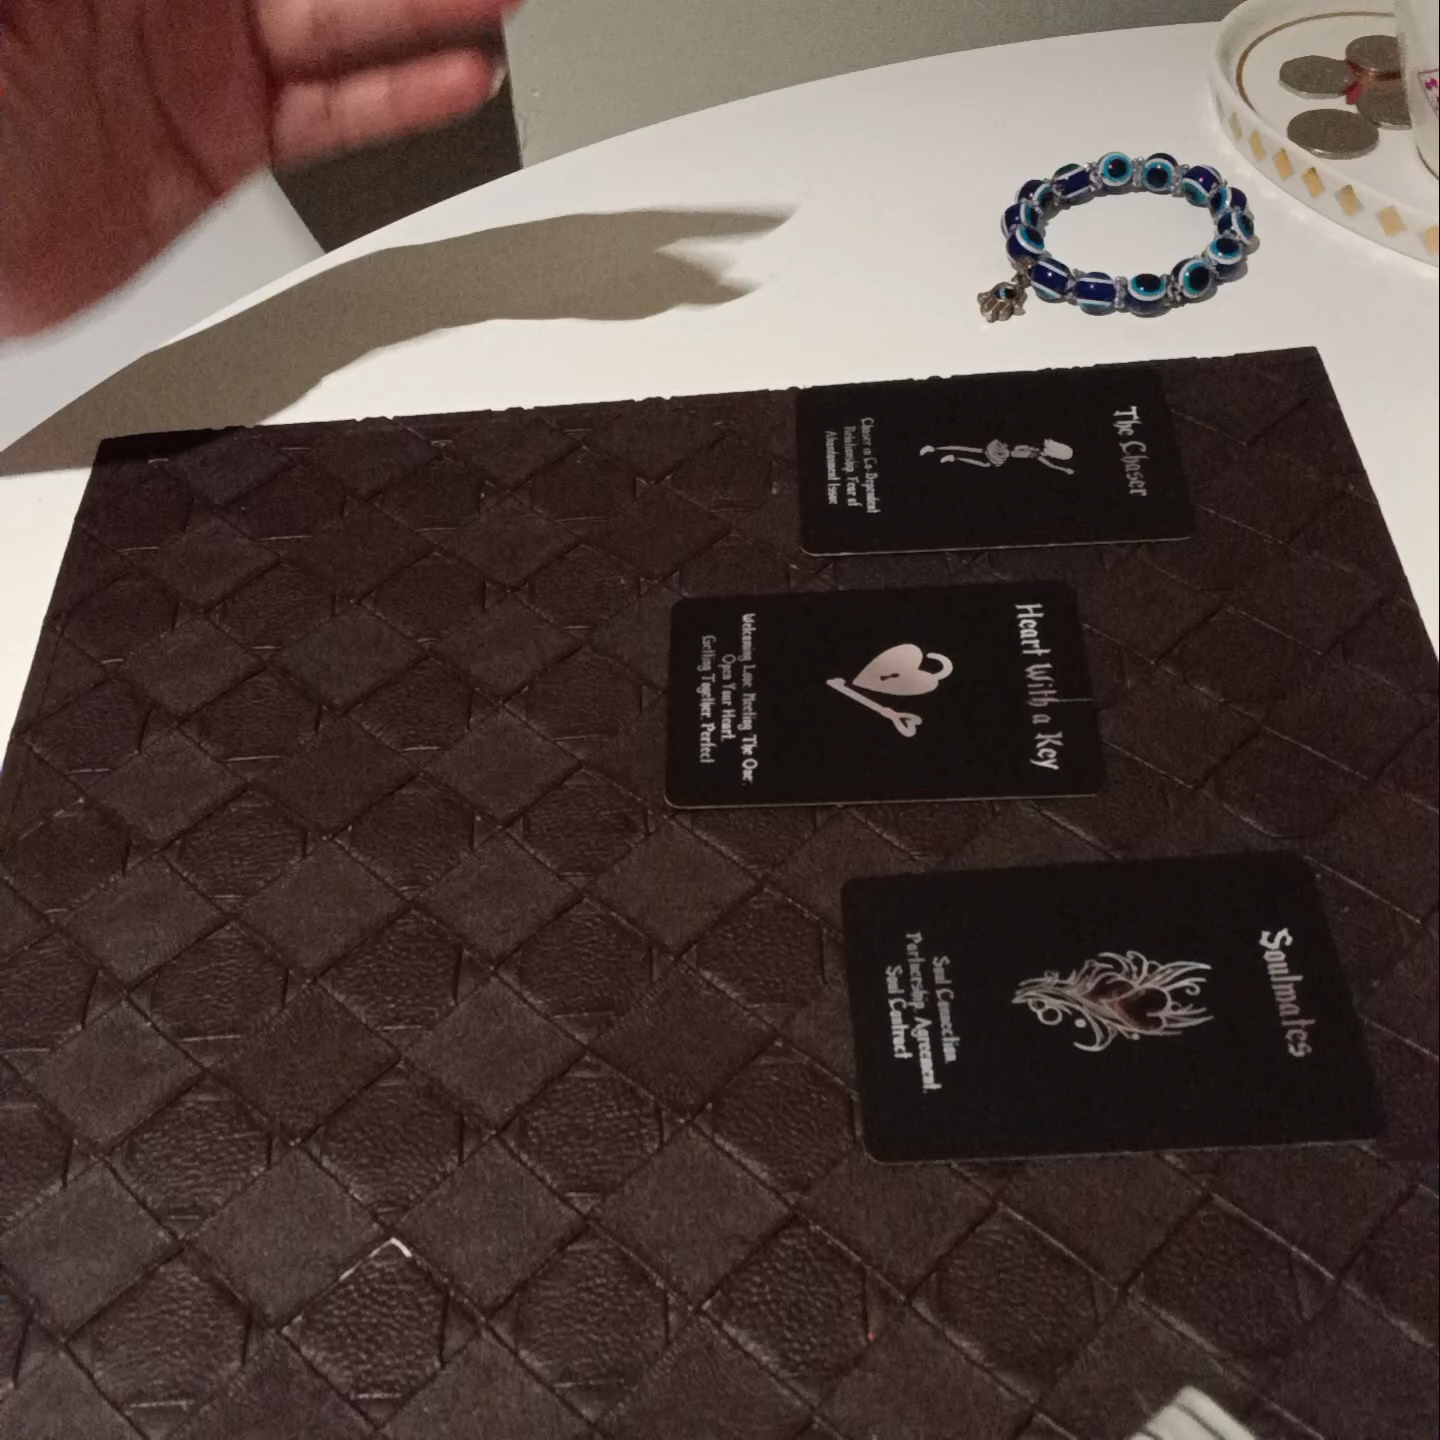 The Chaser
Chaser in Co-Dependent
Relationship, Fear of
Abandonment Issue
Heart With a Key
Welcoming Love, Meeting The One,
Open Your Heart,
Getting Together, Perfect
Soulmates
Soul Connection,
Partnership, Agreement,
Soul Contract